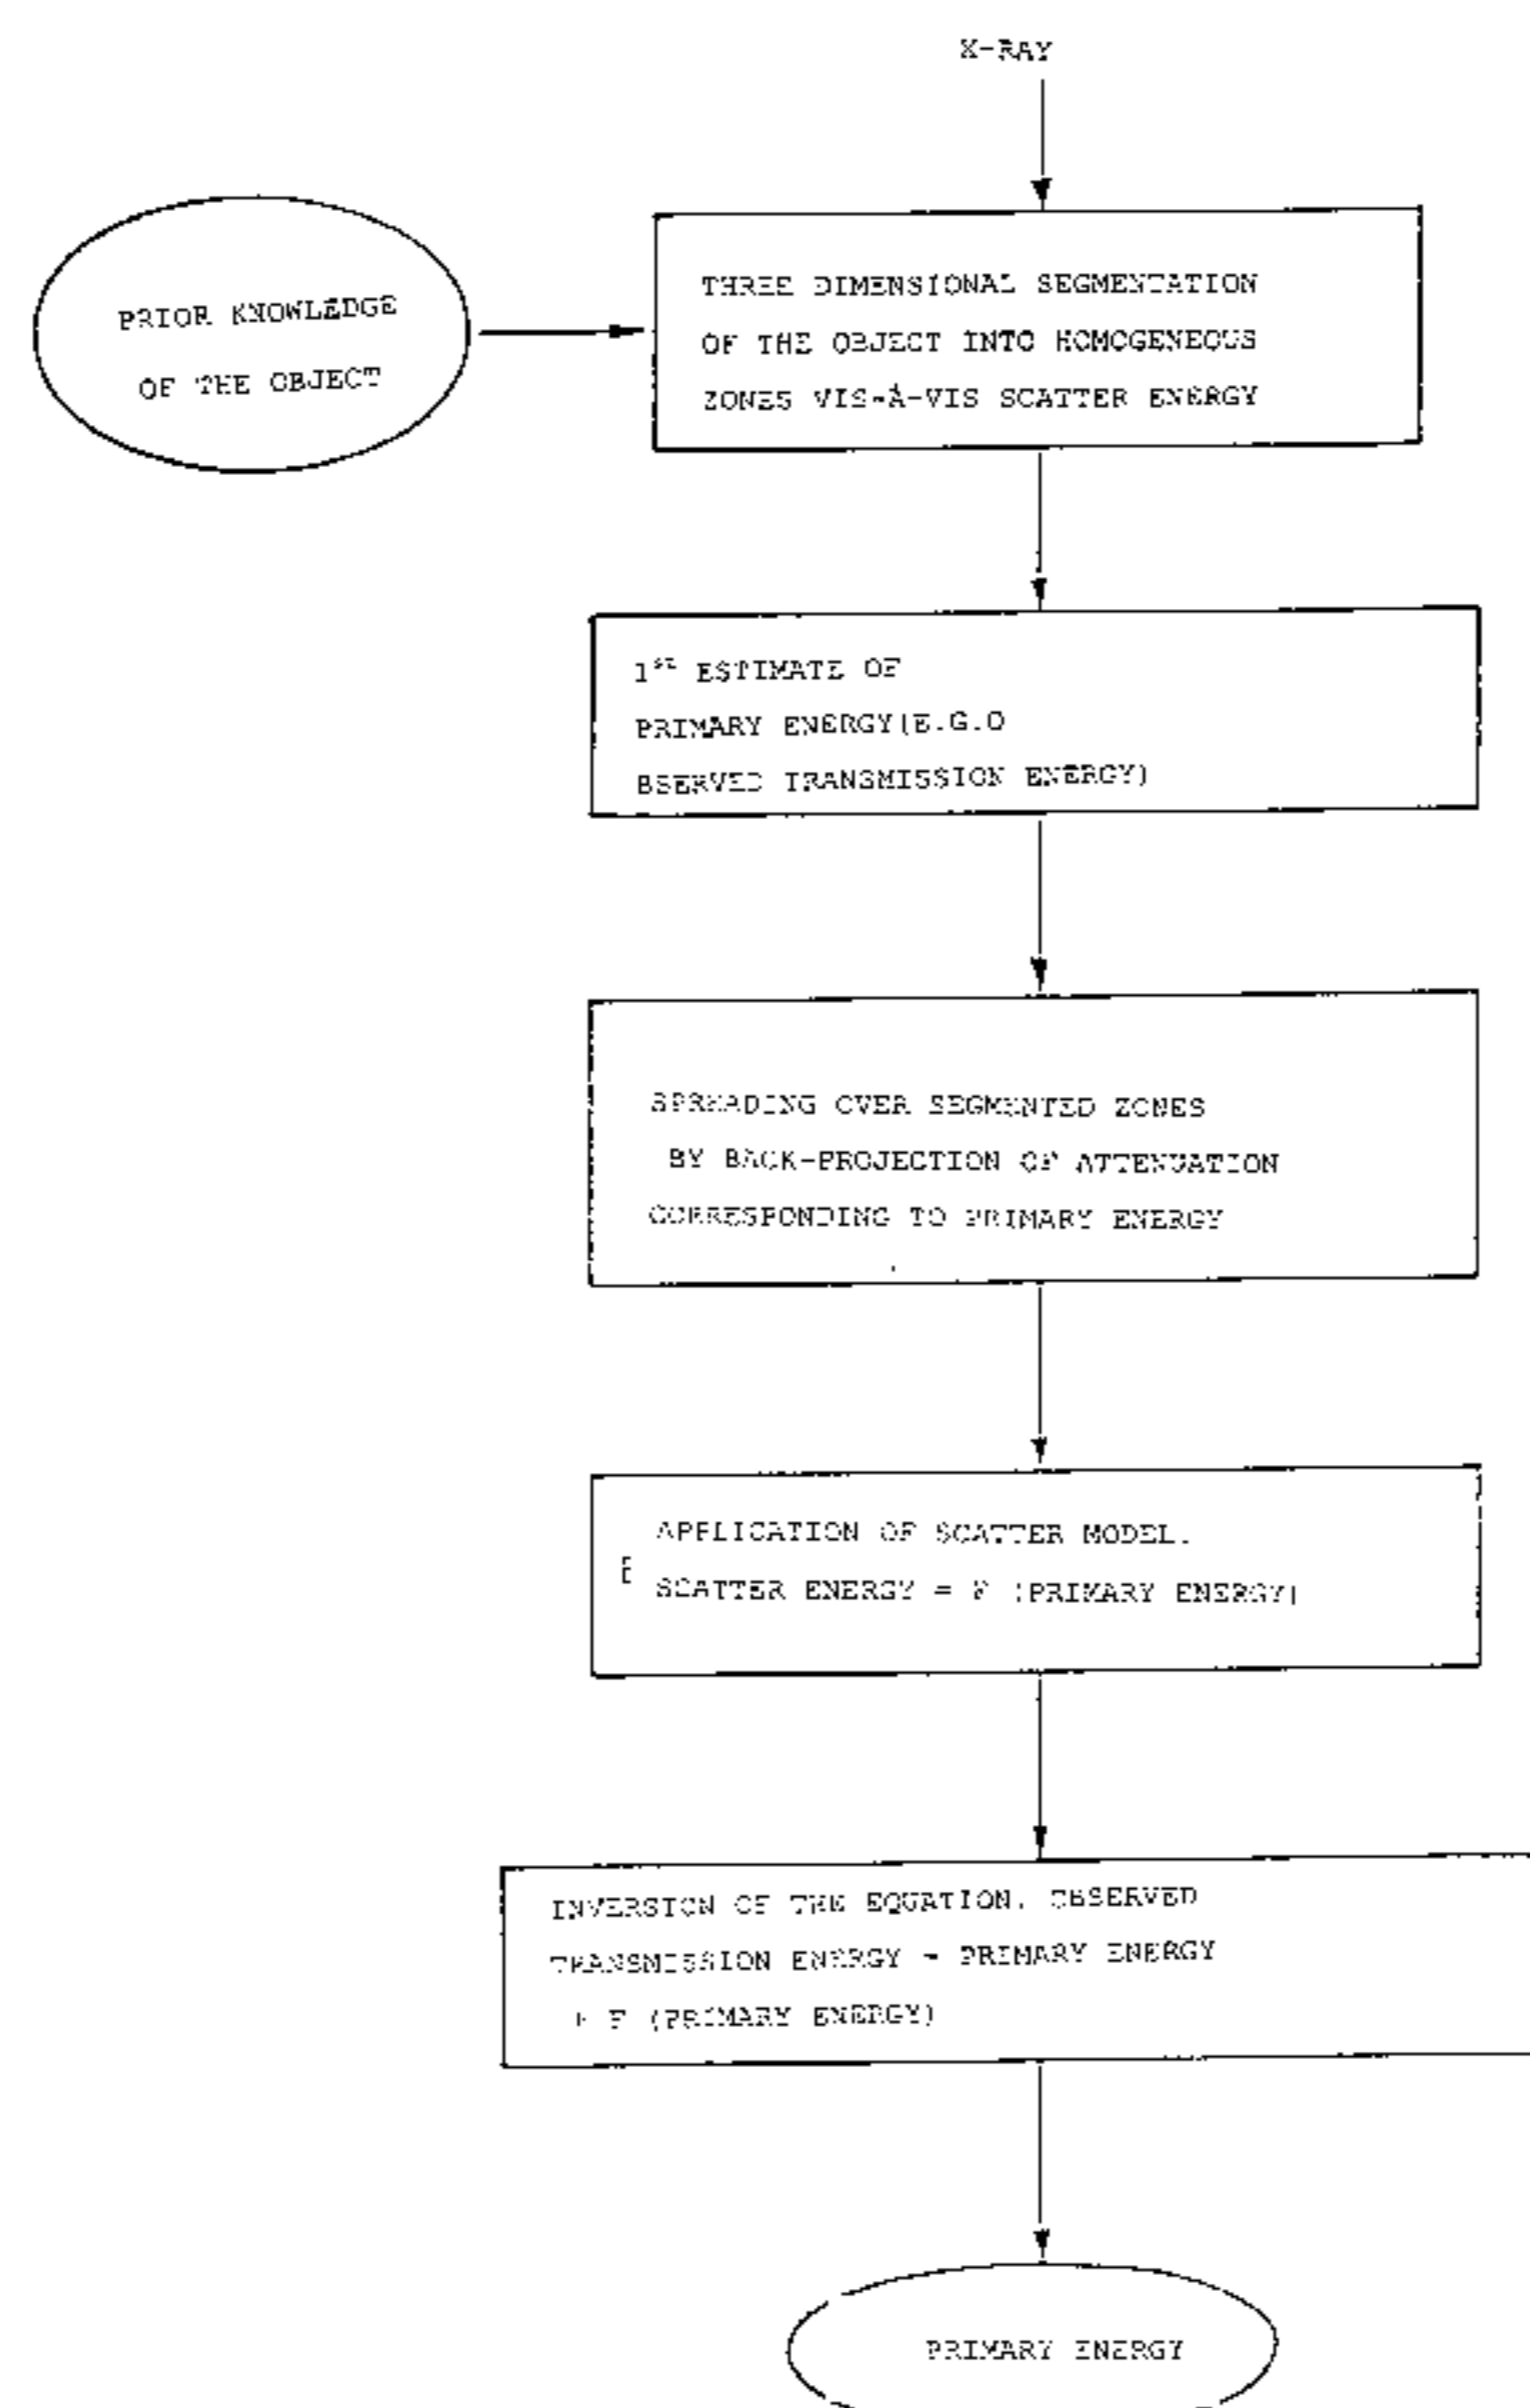 X-RAY
PRIOR KNOWLEDGE
OF THE OBJECT
THREE DIMENSIONAL SEGMENTATION
OF THE OBJECT INTO HOMOGENEOUS
ZONES VIS-À-VIS SCATTER ENERGY
1ST ESTIMATE OF
PRIMARY ENERGY(E.G.O
BSERVED TRANSMISSION ENERGY)
SPREADING OVER SEGMENTED ZONES
BY BACK-PROJECTION OF ATTENUATION
CORRESPONDING TO PRIMARY ENERGY
APPLICATION OF SCATTER MODEL.
SCATTER ENERGY = F (PRIMARY ENERGY)
INVERSION OF THE EQUATION. OBSERVED
TRANSMISSION ENERGY = PRIMARY ENERGY
+ F (PRIMARY ENERGY)
PRIMARY ENERGY